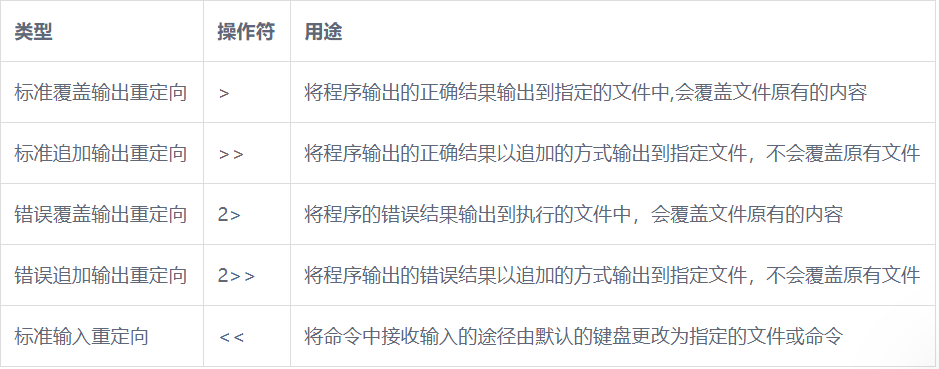 类型 操作符 用途
标准覆盖输出重定向 > 将程序输出的正确结果输出到指定的文件中,会覆盖文件原有的内容
标准追加输出重定向 >> 将程序输出的正确结果以追加的方式输出到指定文件，不会覆盖原有文件
错误覆盖输出重定向 2> 将程序的错误结果输出到执行的文件中，会覆盖文件原有的内容
错误追加输出重定向 2>> 将程序输出的错误结果以追加的方式输出到指定文件，不会覆盖原有文件
标准输入重定向 << 将命令中接收输入的途径由默认的键盘更改为指定的文件或命令